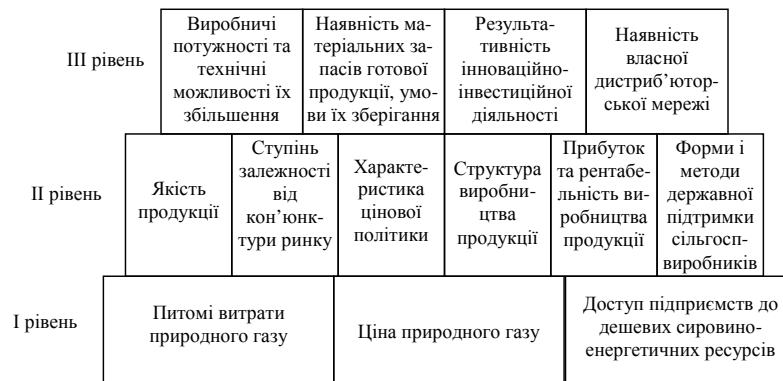 III рівень
Виробничі
потужності та
технічні
можливості їх
збільшення
Наявність ма-
теріальних за-
пасів готової
продукції, умо-
ви їх зберігання
Результа-
тивність
інноваційно-
інвестиційної
діяльності
Наявність
власної
дистриб’ютор-
ської мережі
II рівень
Якість
продукції
Ступінь
залежності
від
кон’юнк-
тури ринку
Характе-
ристика
цінової
політики
Структура
виробни-
цтва
продукції
Прибуток
та рентабе-
льність ви-
робництва
продукції
Форми і
методи
державної
підтримки
сільгосп-
виробників
I рівень
Питомі витрати
природного газу
Ціна природного газу
Доступ підприємств до
дешевих сировино-
енергетичних ресурсів